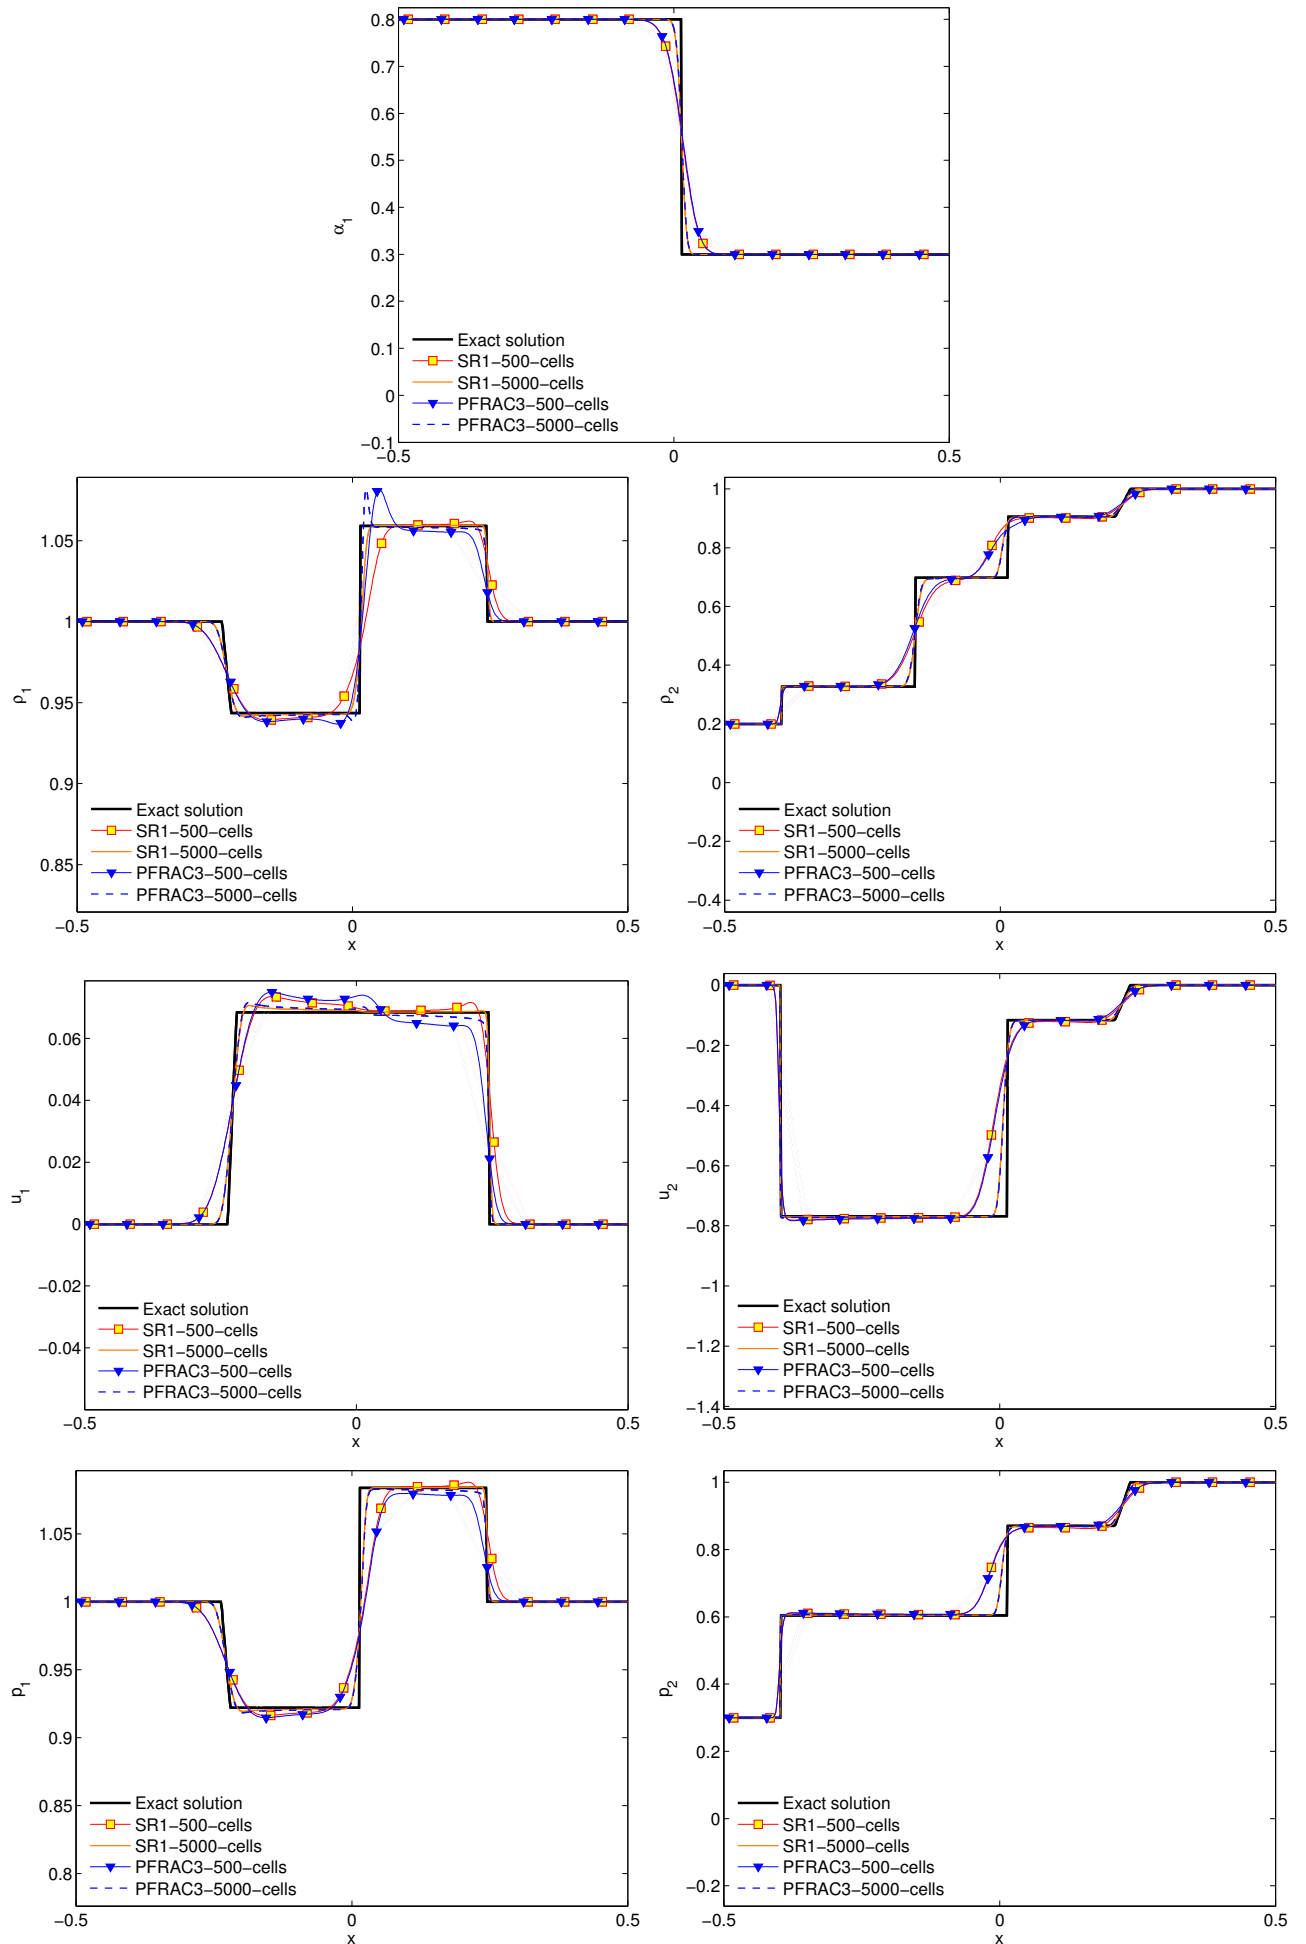 0.8
0.7
0.6
0.5
0.4
0.3
0.2
0.1
0
−0.1
−0.5
0
0.5
α1
Exact solution
SR1−500−cells
SR1−5000−cells
PFRAC3−500−cells
PFRAC3−5000−cells
1.05
1
0.95
0.9
0.85
−0.5
0
0.5
x
ρ1
Exact solution
SR1−500−cells
SR1−5000−cells
PFRAC3−500−cells
PFRAC3−5000−cells
1
0.8
0.6
0.4
0.2
0
−0.2
−0.4
−0.5
0
0.5
x
ρ2
Exact solution
SR1−500−cells
SR1−5000−cells
PFRAC3−500−cells
PFRAC3−5000−cells
0.06
0.04
0.02
0
−0.02
−0.04
−0.5
0
0.5
x
u1
Exact solution
SR1−500−cells
SR1−5000−cells
PFRAC3−500−cells
PFRAC3−5000−cells
0
−0.2
−0.4
−0.6
−0.8
−1
−1.2
−1.4
−0.5
0
0.5
x
u2
Exact solution
SR1−500−cells
SR1−5000−cells
PFRAC3−500−cells
PFRAC3−5000−cells
1.05
1
0.95
0.9
0.85
0.8
−0.5
0
0.5
x
p1
Exact solution
SR1−500−cells
SR1−5000−cells
PFRAC3−500−cells
PFRAC3−5000−cells
1
0.8
0.6
0.4
0.2
0
−0.2
−0.5
0
0.5
x
p2
Exact solution
SR1−500−cells
SR1−5000−cells
PFRAC3−500−cells
PFRAC3−5000−cells